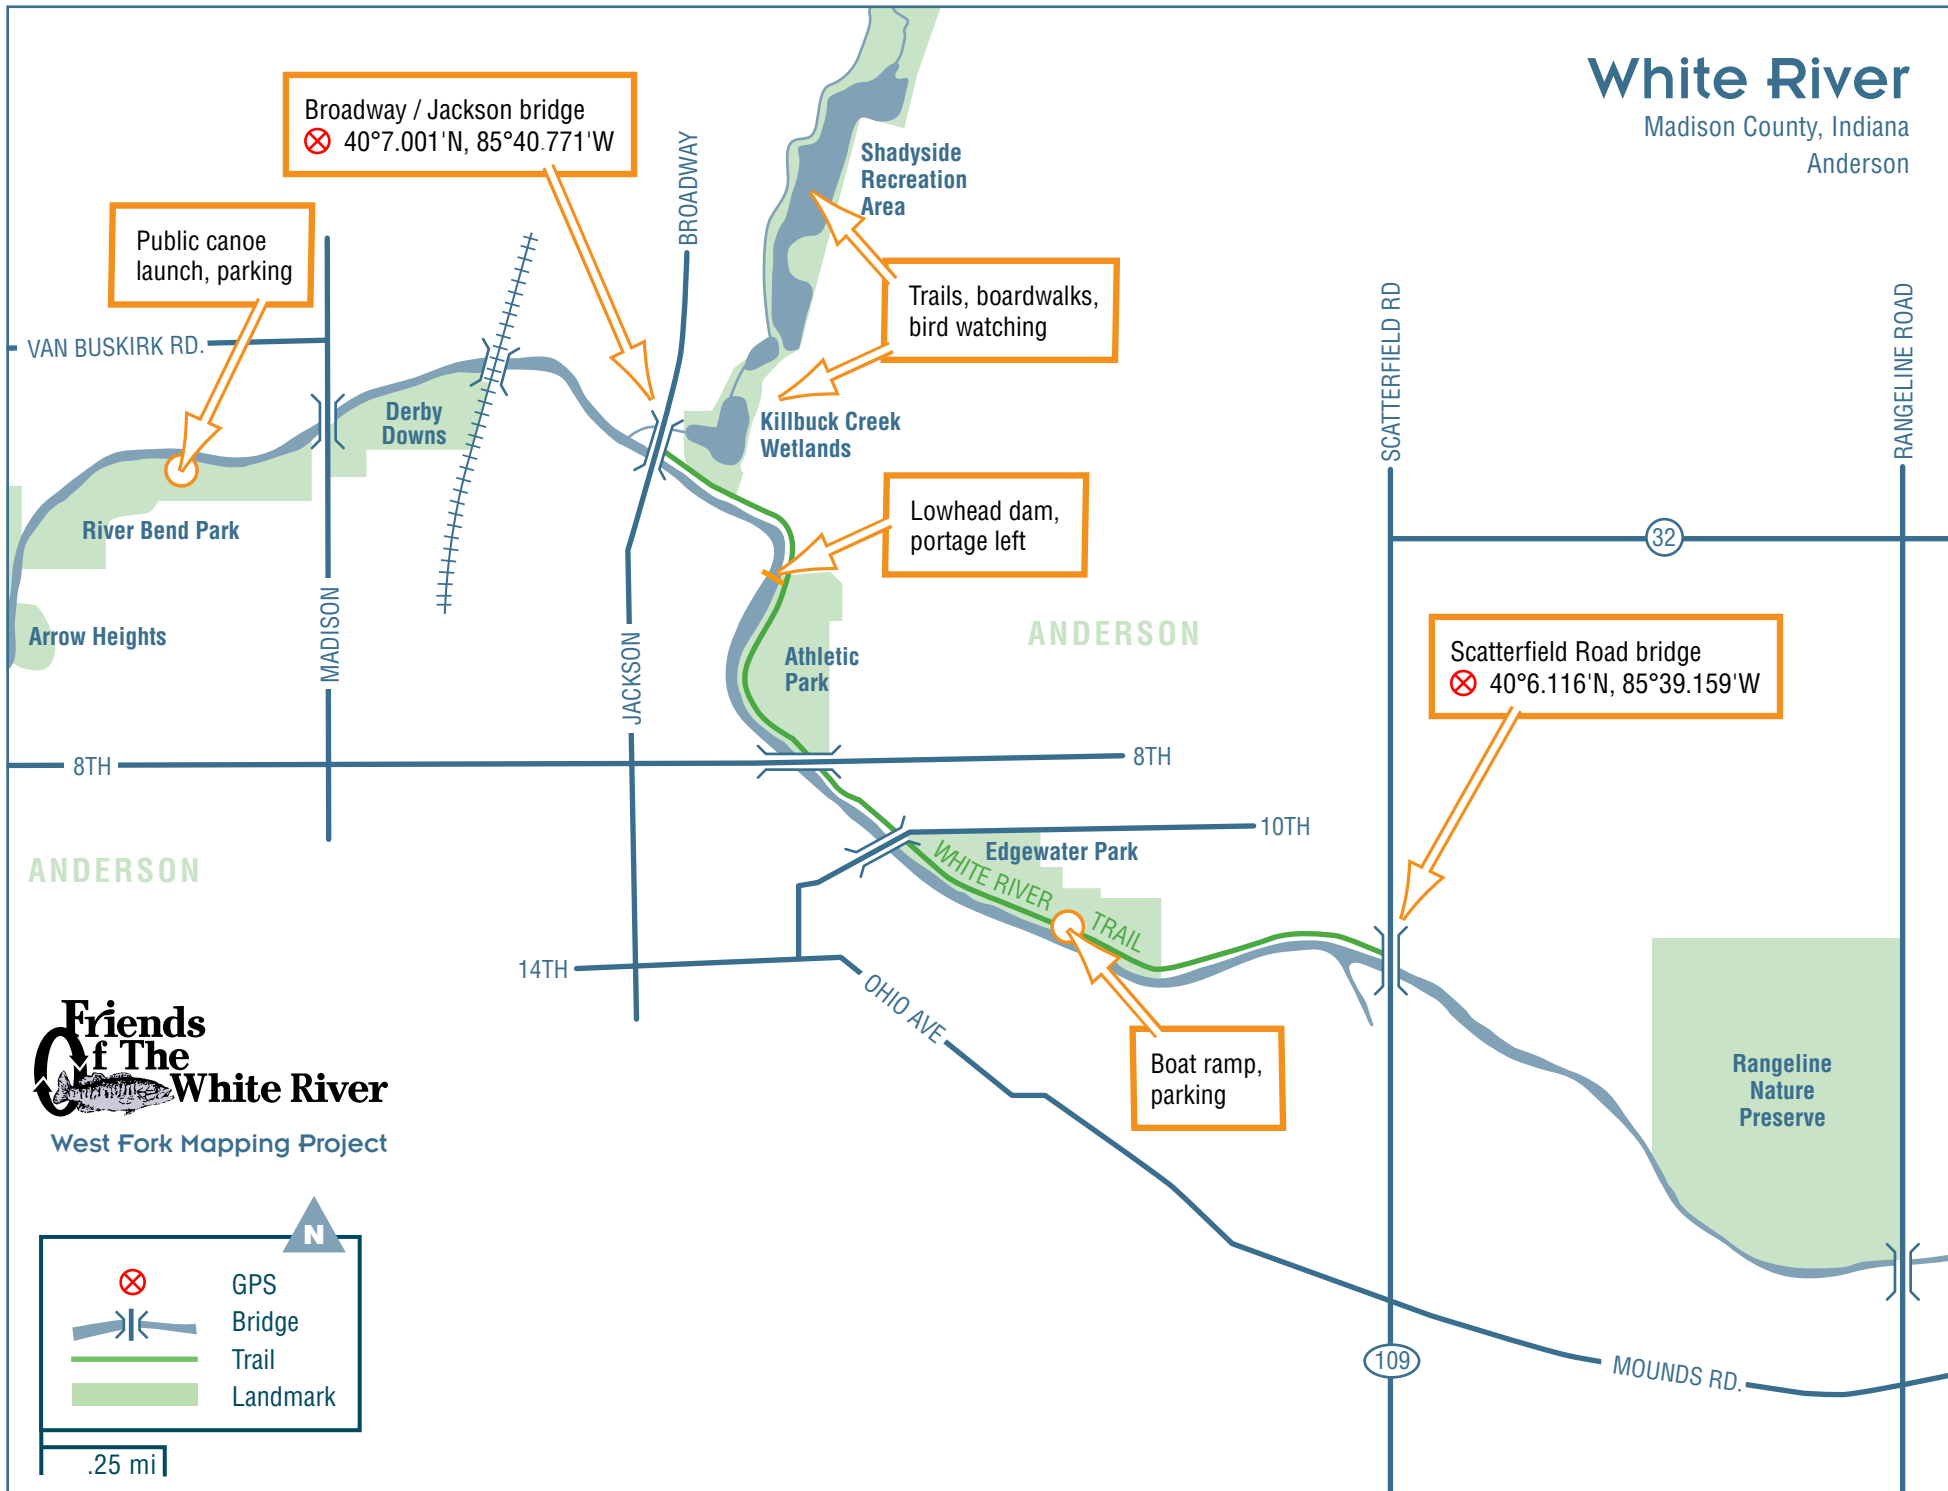 White River
Madison County, Indiana
Anderson
Broadway / Jackson bridge
40°7.001'N, 85°40.771'W
Public canoe
launch, parking
BROADWAY
Shadyside
Recreation
Area
Trails, boardwalks,
bird watching
VAN BUSKIRK RD.
SCATTERFIELD RD
RANGELINE ROAD
Derby
Downs
Killbuck Creek
Wetlands
River Bend Park
Lowhead dam,
portage left
32
Arrow Heights
MADISON
JACKSON
ANDERSON
Athletic
Park
Scatterfield Road bridge
40°6.116'N, 85°39.159'W
8TH
8TH
10TH
ANDERSON
Edgewater Park
WHITE RIVER TRAIL
14TH
OHIO AVE
Boat ramp,
parking
Rangeline
Nature
Preserve
Friends
Of The
White River
West Fork Mapping Project
N
GPS
Bridge
Trail
Landmark
.25 mi
109
MOUNDS RD.